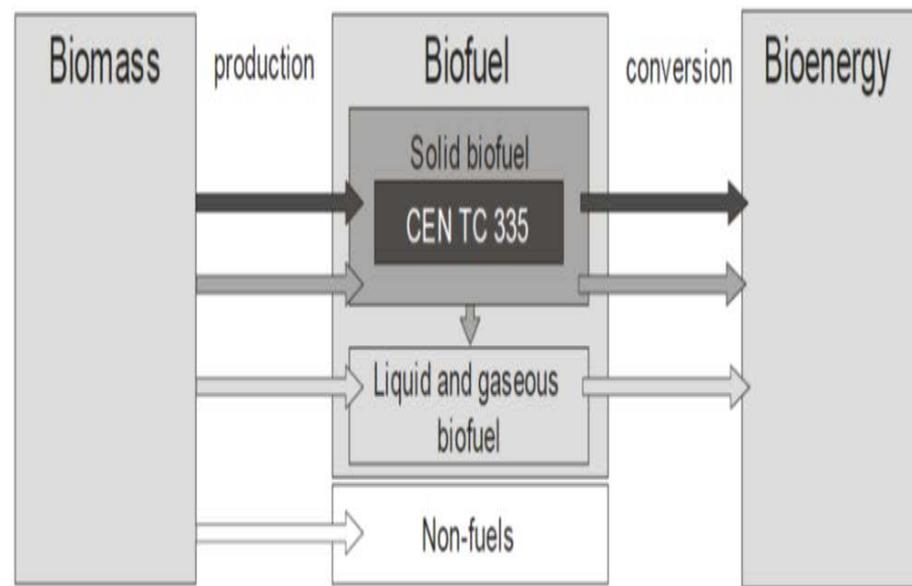 Biomass
production
Biofuel
conversion
Bioenergy
Solid biofuel
CEN TC 335
Liquid and gaseous
biofuel
Non-fuels